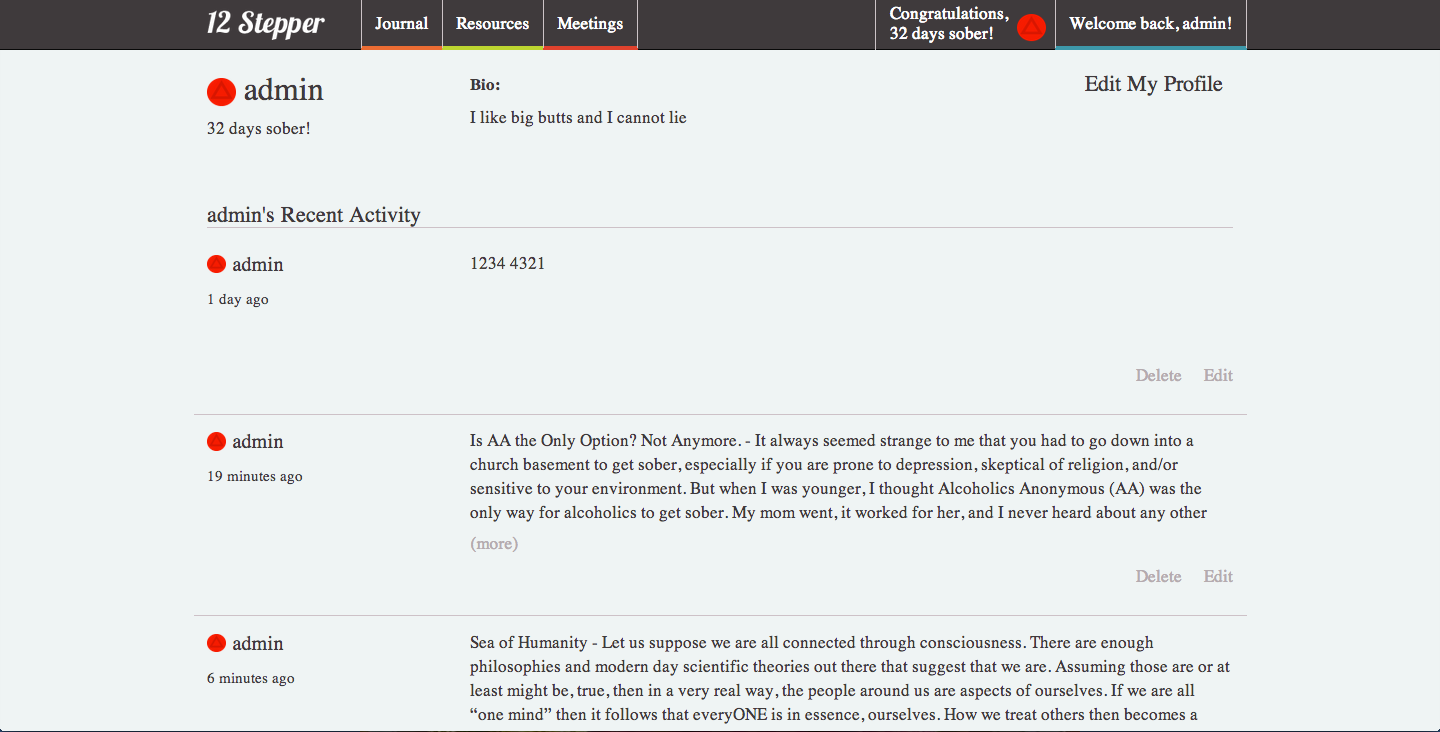 12 Stepper
Journal
Resources
Meetings
Congratulations,
32 days sober!
Welcome back, admin!
admin
32 days sober!
Bio:
I like big butts and I cannot lie
Edit My Profile
admin's Recent Activity
admin
1 day ago
1234 4321
Delete
Edit
admin
19 minutes ago
Is AA the Only Option? Not Anymore. - It always seemed strange to me that you had to go down into a
church basement to get sober, especially if you are prone to depression, skeptical of religion, and/or
sensitive to your environment. But when I was younger, I thought Alcoholics Anonymous (AA) was the
only way for alcoholics to get sober. My mom went, it worked for her, and I never heard about any other
(more)
Delete
Edit
admin
6 minutes ago
Sea of Humanity - Let us suppose we are all connected through consciousness. There are enough
philosophies and modern day scientific theories out there that suggest that we are. Assuming those are or at
least might be, true, then in a very real way, the people around us are aspects of ourselves. If we are all
“one mind” then it follows that everyONE is in essence, ourselves. How we treat others then becomes a